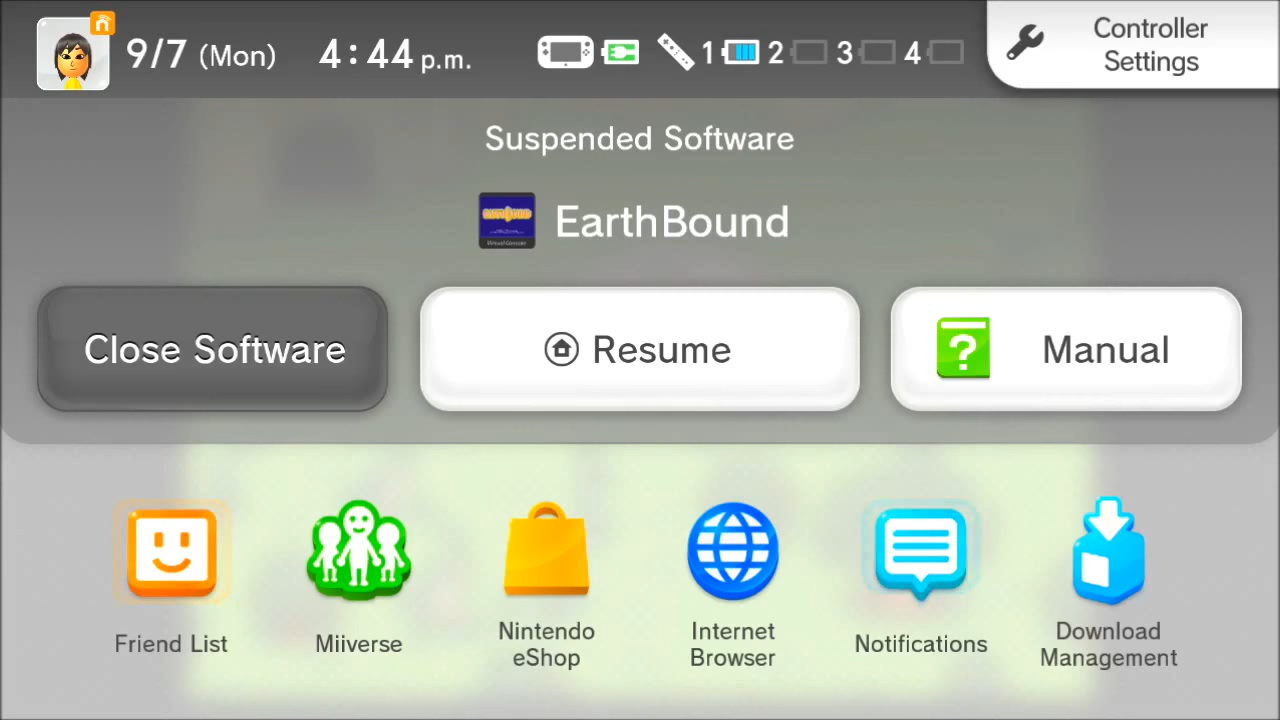 9/7 (Mon) 4:44 p.m. 1 2 3 4
Controller
Settings
Suspended Software
EarthBound
Close Software
Resume
? Manual
Friend List
Miiverse
Nintendo
eShop
Internet
Browser
Notifications
Download
Management